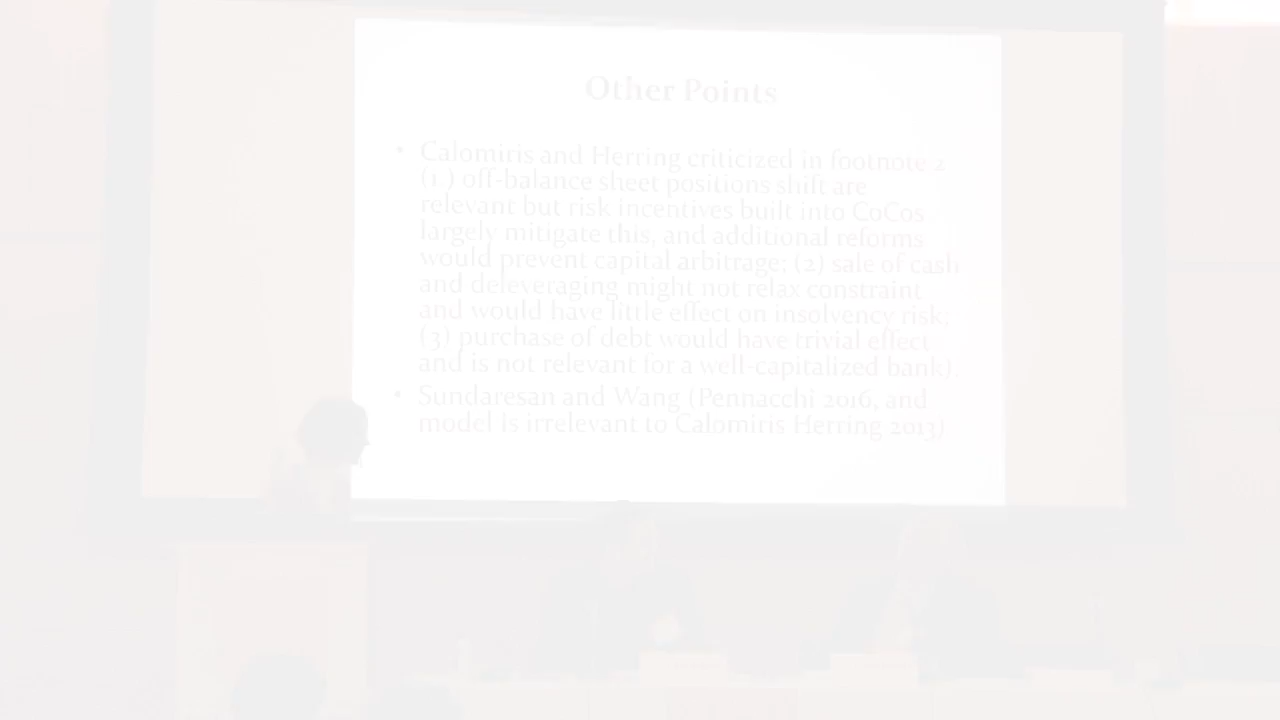 Other Points
• Calomiris and Herring criticized in footnote 2
(1 ) off-balance sheet positions shift are
relevant but risk incentives built into CoCos
largely mitigate this, and additional reforms
would prevent capital arbitrage; (2) sale of cash
and deleveraging might not relax constraint
and would have little effect on insolvency risk;
(3) purchase of debt would have trivial effect
and is not relevant for a well-capitalized bank).
• Sundaresan and Wang (Pennacchi 2016, and
model Is irrelevant to Calomiris Herring 2013)